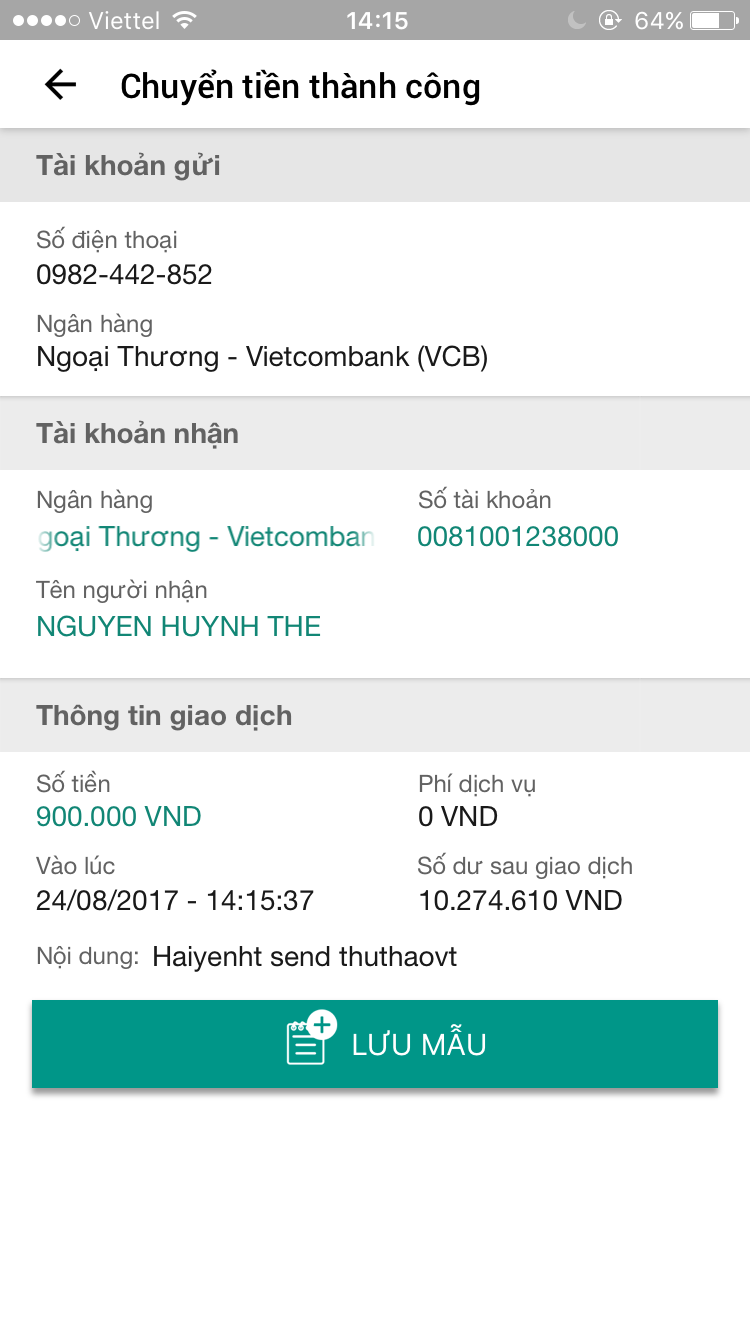 Viettel 14:15 64%
Chuyển tiền thành công
Tài khoản gửi
Số điện thoại
0982-442-852
Ngân hàng
Ngoại Thương - Vietcombank (VCB)
Tài khoản nhận
Ngân hàng Số tài khoản
goại Thương - Vietcomban 0081001238000
Tên người nhận
NGUYEN HUYNH THE
Thông tin giao dịch
Số tiền Phí dịch vụ
900.000 VND 0 VND
Vào lúc Số dư sau giao dịch
24/08/2017 - 14:15:37 10.274.610 VND
Nội dung: Haiyenht send thuthaovt
LƯU MẪU